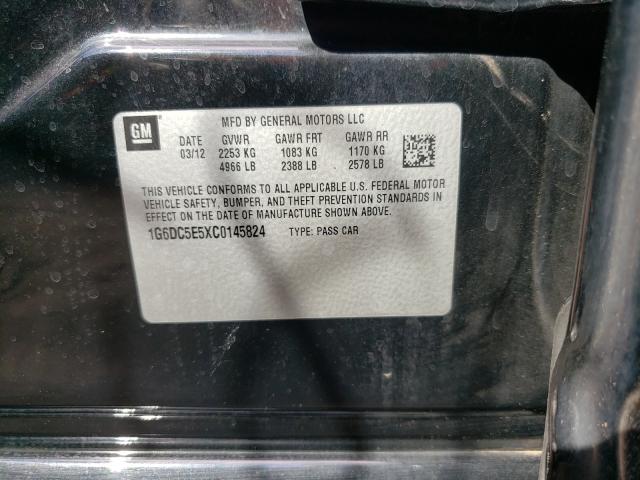 GM
MFD BY GENERAL MOTORS LLC
DATE GVWR GAWR FRT GAWR RR
03/12 2253 KG 1083 KG 1170 KG
4966 LB 2388 LB 2578 LB
THIS VEHICLE CONFORMS TO ALL APPLICABLE U.S. FEDERAL MOTOR
VEHICLE SAFETY, BUMPER, AND THEFT PREVENTION STANDARDS IN
EFFECT ON THE DATE OF MANUFACTURE SHOWN ABOVE.
1G6DC5E5XC0145824 TYPE: PASS CAR